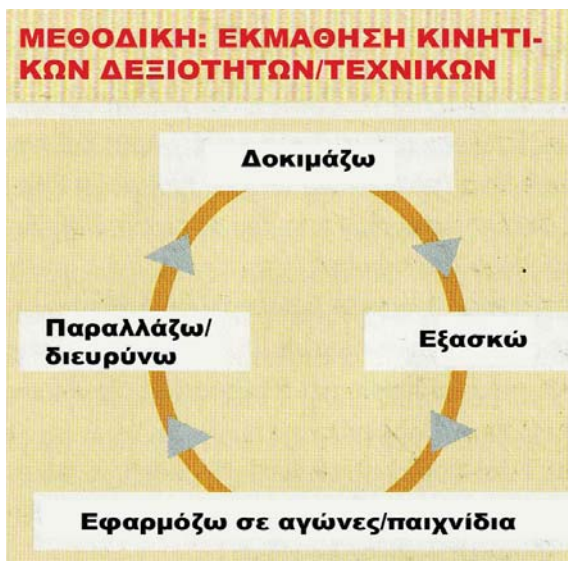 ΜΕΘΟΔΙΚΗ: ΕΚΜΑΘΗΣΗ ΚΙΝΗΤΙ-
ΚΩΝ ΔΕΞΙΟΤΗΤΩΝ/ΤΕΧΝΙΚΩΝ
Δοκιμάζω
Παραλλάζω/
διευρύνω
Εξασκώ
Εφαρμόζω σε αγώνες/παιχνίδια